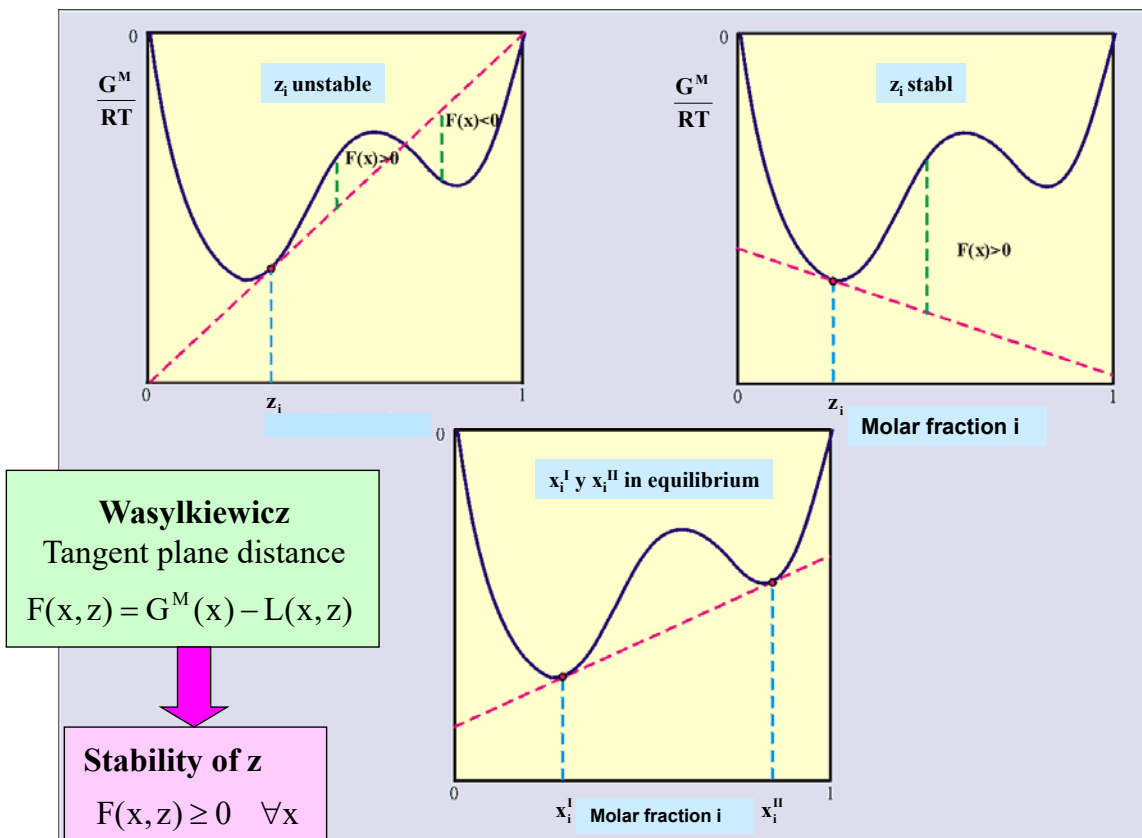 0
G^M
RT
z_i unstable
F(x)<0
F(x)>0
0
z_i
1
0
G^M
RT
z_i stabl
F(x)>0
0
z_i
1
Molar fraction i
0
x_i^I y x_i^II in equilibrium
0
x_i^I
Molar fraction i
x_i^II
1
Wasylkiewicz
Tangent plane distance
F(x,z) = G^M(x) − L(x,z)
Stability of z
F(x,z) ≥ 0 ∀x